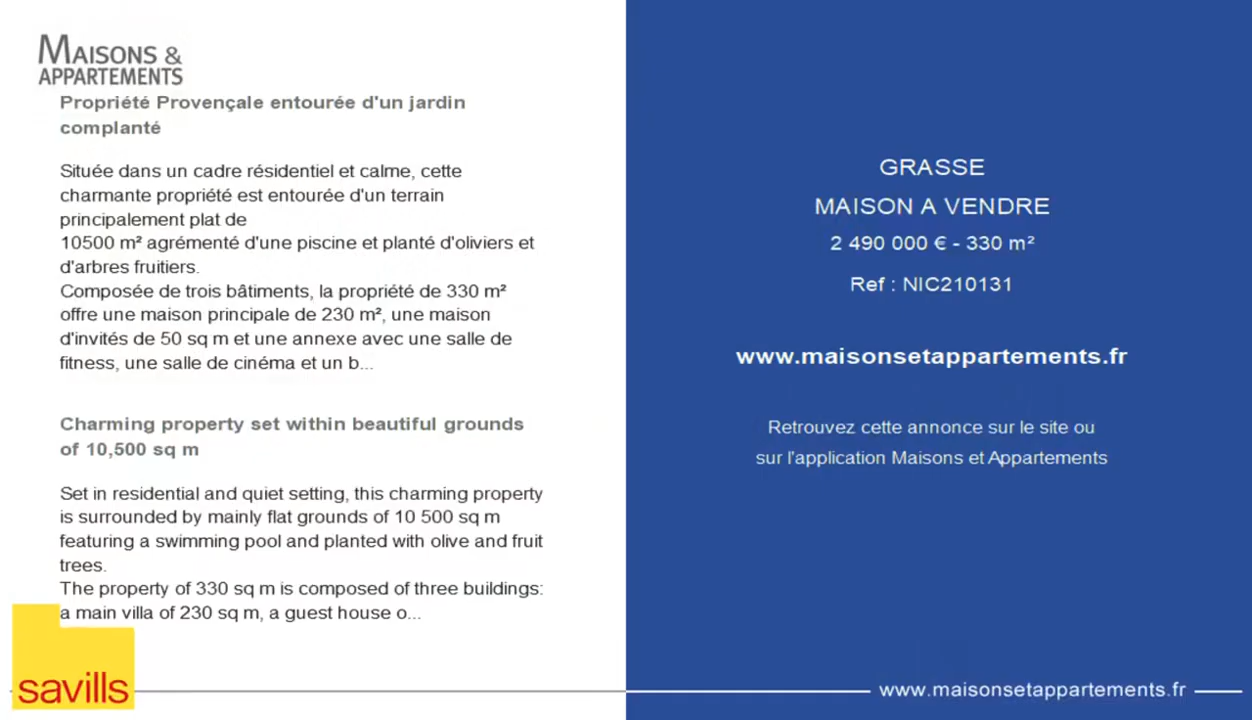 MAISONS &
APPARTEMENTS
Propriété Provençale entourée d'un jardin
complanté
Située dans un cadre résidentiel et calme, cette
charmante propriété est entourée d'un terrain
principalement plat de
10500 m² agrémenté d'une piscine et planté d'oliviers et
d'arbres fruitiers.
Composée de trois bâtiments, la propriété de 330 m²
offre une maison principale de 230 m², une maison
d'invités de 50 sq m et une annexe avec une salle de
fitness, une salle de cinéma et un b...
Charming property set within beautiful grounds
of 10,500 sq m
Set in residential and quiet setting, this charming property
is surrounded by mainly flat grounds of 10 500 sq m
featuring a swimming pool and planted with olive and fruit
trees.
The property of 330 sq m is composed of three buildings:
a main villa of 230 sq m, a guest house o...
savills
GRASSE
MAISON A VENDRE
2 490 000 € - 330 m²
Ref : NIC210131
www.maisonsetappartements.fr
Retrouvez cette annonce sur le site ou
sur l'application Maisons et Appartements
www.maisonsetappartements.fr